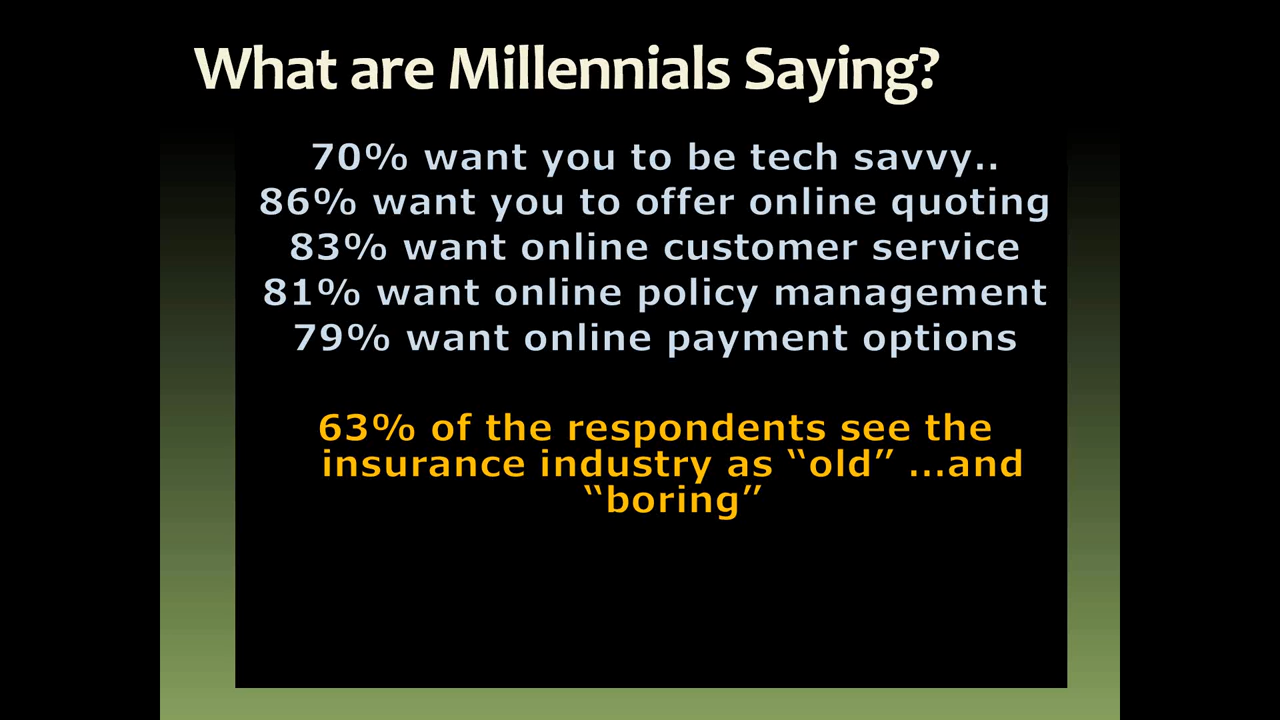 What are Millennials Saying?
70% want you to be tech savvy..
86% want you to offer online quoting
83% want online customer service
81% want online policy management
79% want online payment options
63% of the respondents see the
insurance industry as “old” ...and
“boring”